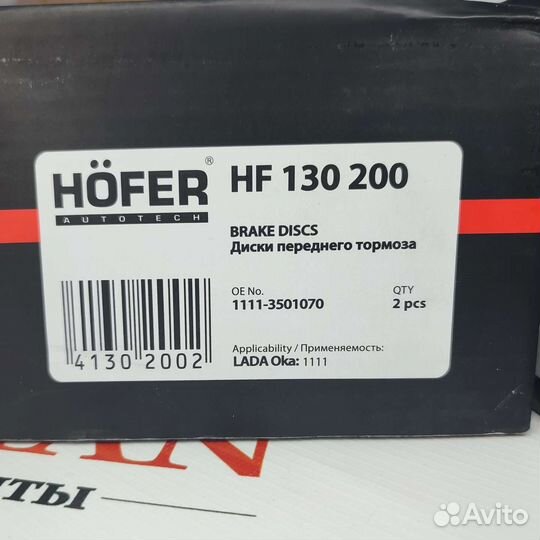 HÖFER®
AUTOTECH
HF 130 200
BRAKE DISCS
Диски переднего тормоза
OE No.
1111-3501070
QTY
2 pcs
4130 2002
Applicability / Применяемость:
LADA Oka: 1111
Avito